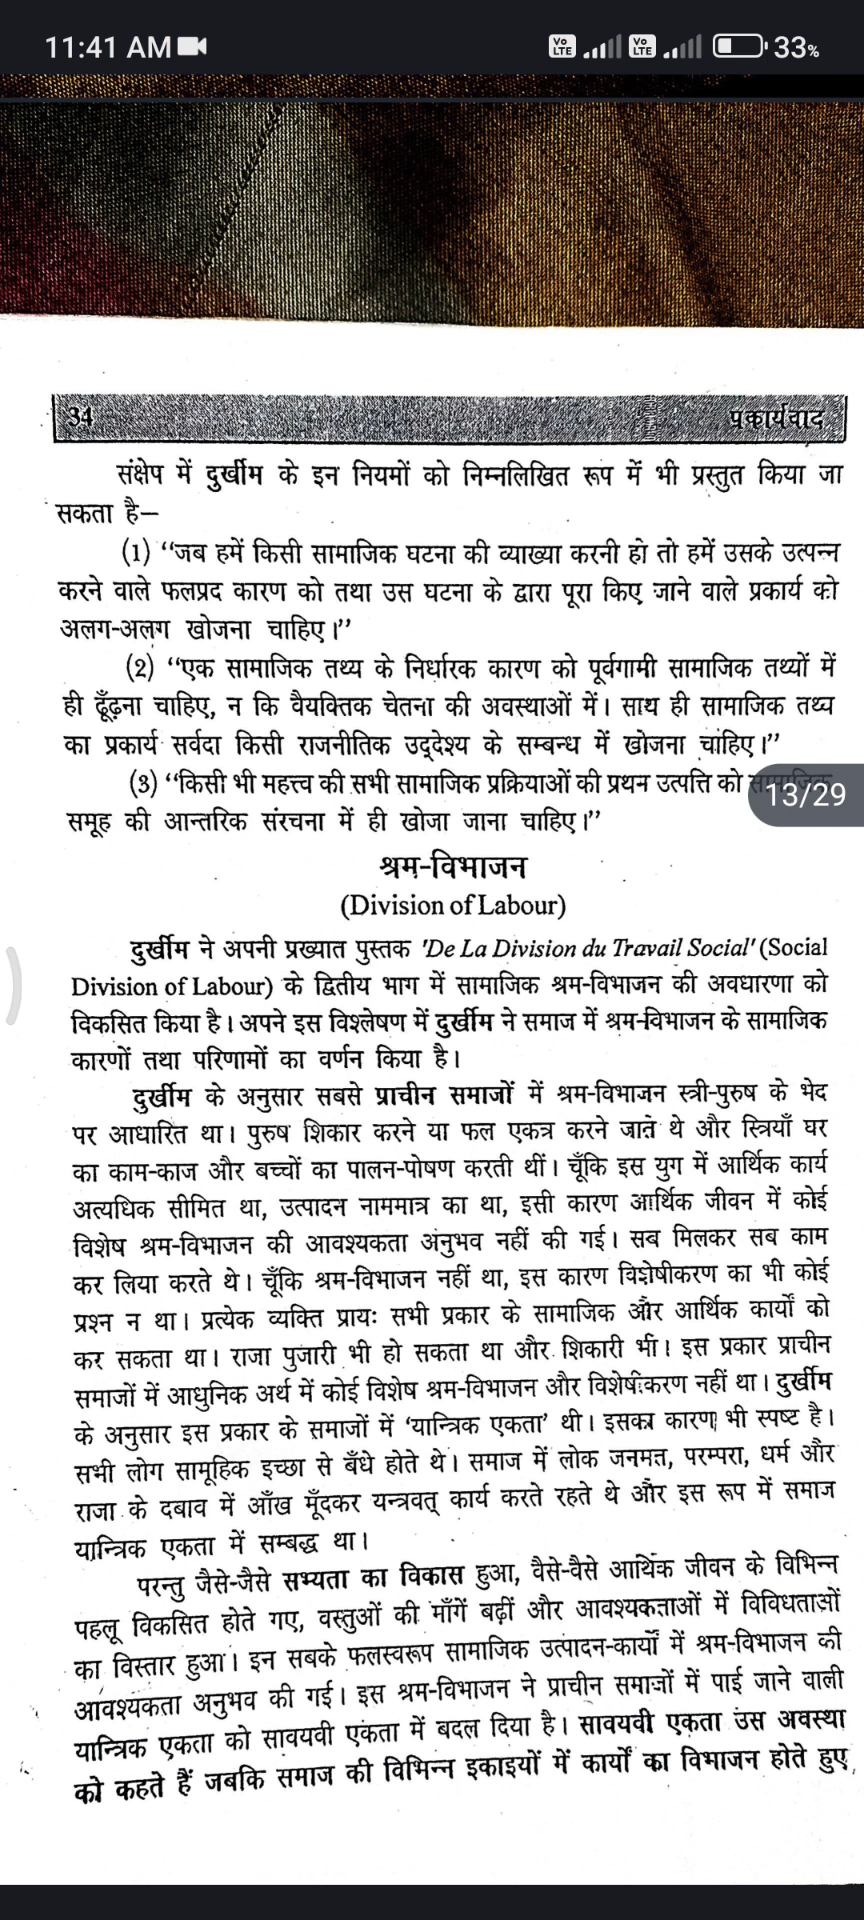 11:41 AM
Vo LTE Vo LTE 33%
34 प्रकार्यवाद
संक्षेप में दुर्खीम के इन नियमों को निम्नलिखित रूप में भी प्रस्तुत किया जा
सकता है—
(1) “जब हमें किसी सामाजिक घटना की व्याख्या करनी हो तो हमें उसके उत्पन्न
करने वाले फलप्रद कारण को तथा उस घटना के द्वारा पूरा किए जाने वाले प्रकार्य को
अलग-अलग खोजना चाहिए।”
(2) “एक सामाजिक तथ्य के निर्धारक कारण को पूर्वगामी सामाजिक तथ्यों में
ही ढूँढ़ना चाहिए, न कि वैयक्तिक चेतना की अवस्थाओं में। साथ ही सामाजिक तथ्य
का प्रकार्य सर्वदा किसी राजनीतिक उद्देश्य के सम्बन्ध में खोजना चाहिए।”
(3) “किसी भी महत्त्व की सभी सामाजिक प्रक्रियाओं की प्रथम उत्पत्ति को सामाजिक
13/29
समूह की आन्तरिक संरचना में ही खोजा जाना चाहिए।”
श्रम-विभाजन
(Division of Labour)
दुर्खीम ने अपनी प्रख्यात पुस्तक 'De La Division du Travail Social' (Social
Division of Labour) के द्वितीय भाग में सामाजिक श्रम-विभाजन की अवधारणा को
विकसित किया है। अपने इस विश्लेषण में दुर्खीम ने समाज में श्रम-विभाजन के सामाजिक
कारणों तथा परिणामों का वर्णन किया है।
दुर्खीम के अनुसार सबसे प्राचीन समाजों में श्रम-विभाजन स्त्री-पुरुष के भेद
पर आधारित था। पुरुष शिकार करने या फल एकत्र करने जाते थे और स्त्रियाँ घर
का काम-काज और बच्चों का पालन-पोषण करती थीं। चूँकि इस युग में आर्थिक कार्य
अत्यधिक सीमित था, उत्पादन नाममात्र का था, इसी कारण आर्थिक जीवन में कोई
विशेष श्रम-विभाजन की आवश्यकता अनुभव नहीं की गई। सब मिलकर सब काम
कर लिया करते थे। चूँकि श्रम-विभाजन नहीं था, इस कारण विशेषीकरण का भी कोई
प्रश्न न था। प्रत्येक व्यक्ति प्रायः सभी प्रकार के सामाजिक और आर्थिक कार्यों को
कर सकता था। राजा पुजारी भी हो सकता था और शिकारी भी। इस प्रकार प्राचीन
समाजों में आधुनिक अर्थ में कोई विशेष श्रम-विभाजन और विशेषीकरण नहीं था। दुर्खीम
के अनुसार इस प्रकार के समाजों में ‘यान्त्रिक एकता’ थी। इसका कारण भी स्पष्ट है।
सभी लोग सामूहिक इच्छा से बँधे होते थे। समाज में लोक जनमत, परम्परा, धर्म और
राजा के दबाव में आँख मूँदकर यन्त्रवत् कार्य करते रहते थे और इस रूप में समाज
यान्त्रिक एकता में सम्बद्ध था।
परन्तु जैसे-जैसे सभ्यता का विकास हुआ, वैसे-वैसे आर्थिक जीवन के विभिन्न
पहलू विकसित होते गए, वस्तुओं की माँगें बढ़ीं और आवश्यकताओं में विविधताओं
का विस्तार हुआ। इन सबके फलस्वरूप सामाजिक उत्पादन-कार्यों में श्रम-विभाजन की
आवश्यकता अनुभव की गई। इस श्रम-विभाजन ने प्राचीन समाजों में पाई जाने वाली
यान्त्रिक एकता को सावयवी एकता में बदल दिया है। सावयवी एकता उस अवस्था
को कहते हैं जबकि समाज की विभिन्न इकाइयों में कार्यों का विभाजन होते हुए